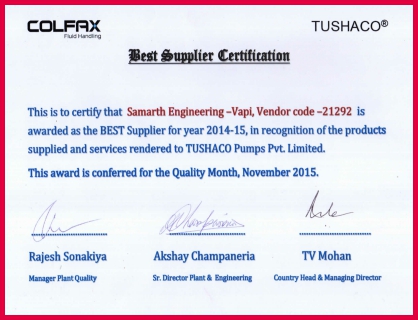 COLFAX TUSHACO®
Fluid Handling
Best Supplier Certification
This is to certify that Samarth Engineering –Vapi, Vendor code –21292 is
awarded as the BEST Supplier for year 2014-15, in recognition of the products
supplied and services rendered to TUSHACO Pumps Pvt. Limited.
This award is conferred for the Quality Month, November 2015.
Rajesh Sonakiya Akshay Champaneria TV Mohan
Manager Plant Quality Sr. Director Plant & Engineering Country Head & Managing Director